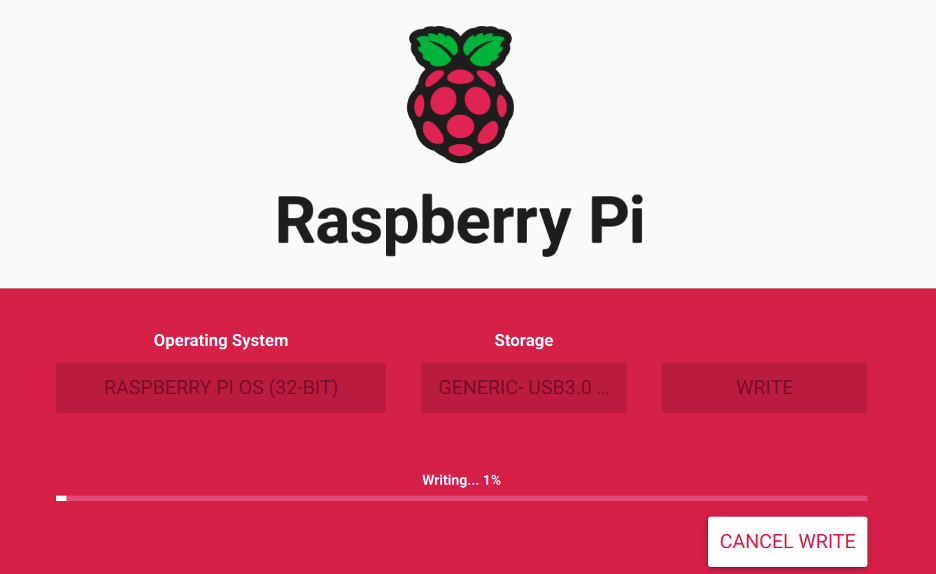 Raspberry Pi
Operating System
Storage
RASPBERRY PI OS (32-BIT)
GENERIC- USB3.0 ...
WRITE
Writing... 1%
CANCEL WRITE